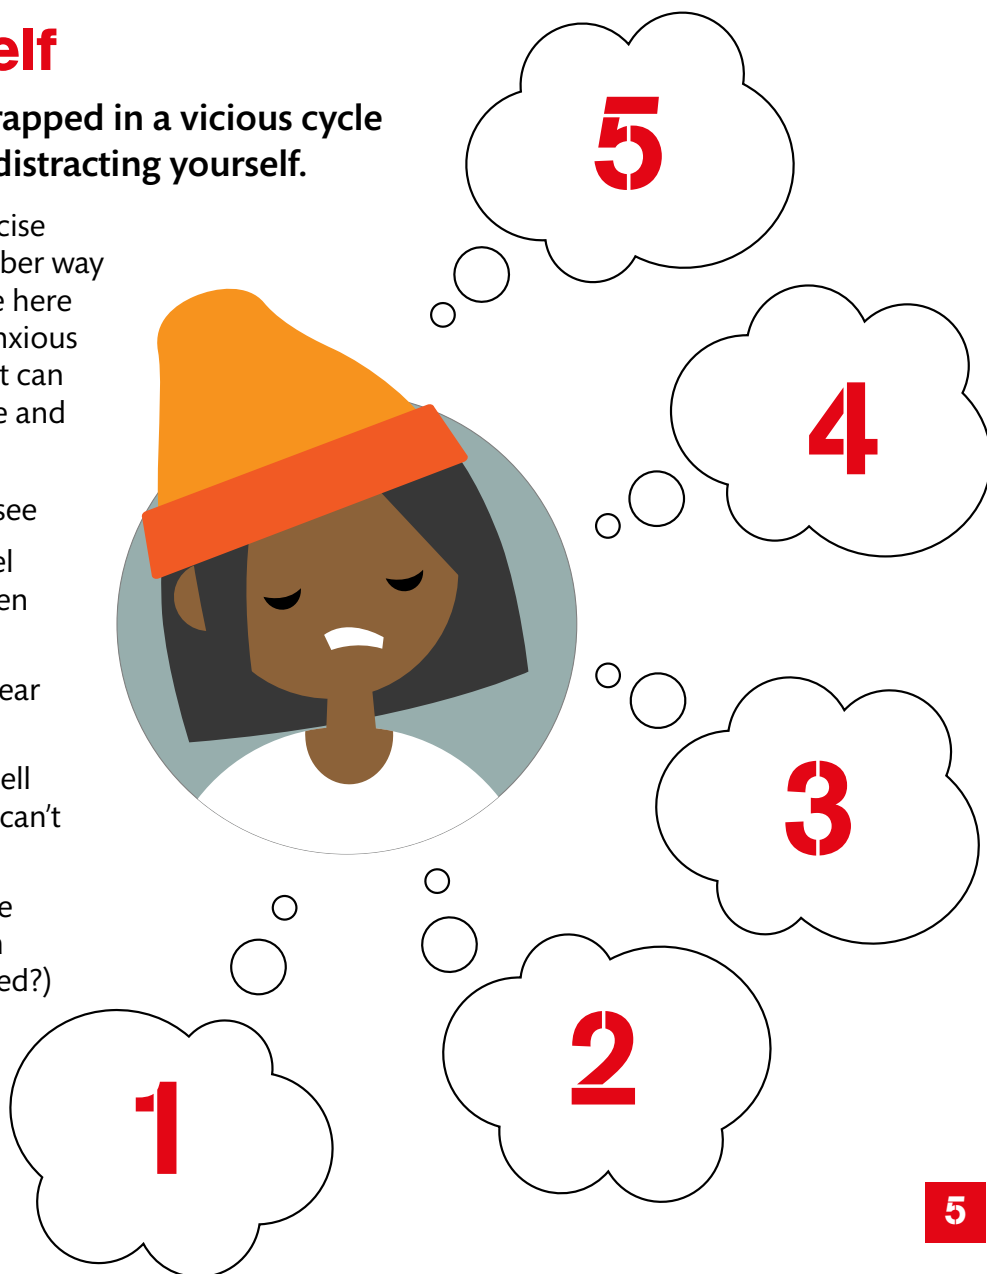 elf
rapped in a vicious cycle
distracting yourself.
cise
ber way
e here
nxious
t can
e and
see
el
en
ear
ell
can't
e
n
ed?)
5
4
3
2
1
5